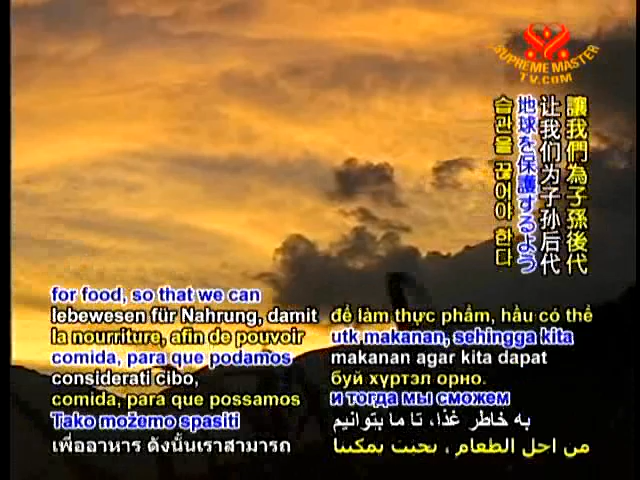 SUPREME MASTER
TV.COM
讓我們為子孫後代
让我们为子孙后代
地球を保護するよう
습관을 끊어야 한다
for food, so that we can
lebewesen für Nahrung, damit
la nourriture, afin de pouvoir
comida, para que podamos
considerati cibo,
comida, para que possamos
Tako možemo spasiti
เพื่ออาหาร ดังนั้นเราสามารถ
để làm thực phẩm, hầu có thể
utk makanan, sehingga kita
makanan agar kita dapat
буй хүртэл орно.
и тогда мы сможем
به خاطر غذا، تا ما بتوانیم
من اجل الطعام ، بحيث يمكننا